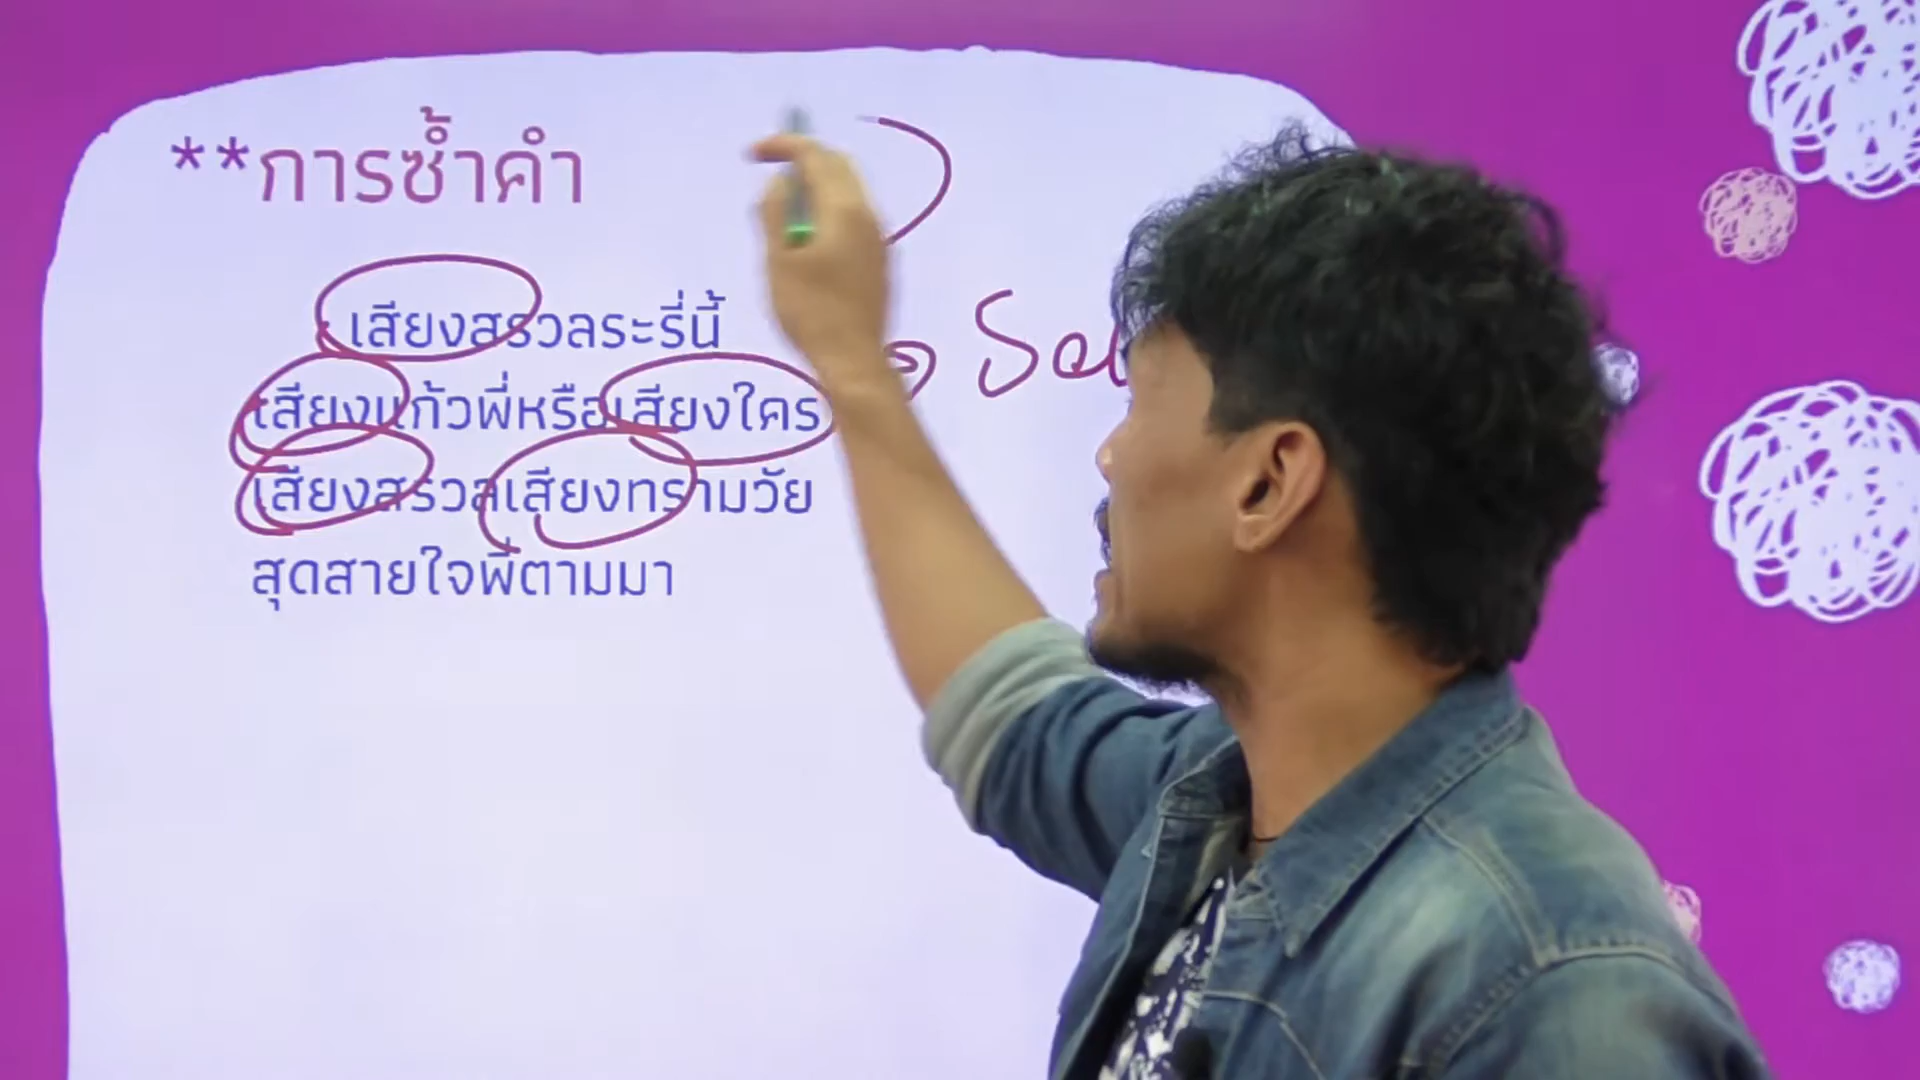 **การซ้ำคำ
เสียงสรวลระรี่นี้
เสียงแก้วพี่หรือเสียงใคร
เสียงสรวลเสียงทรามวัย
สุดสายใจพี่ตามมา